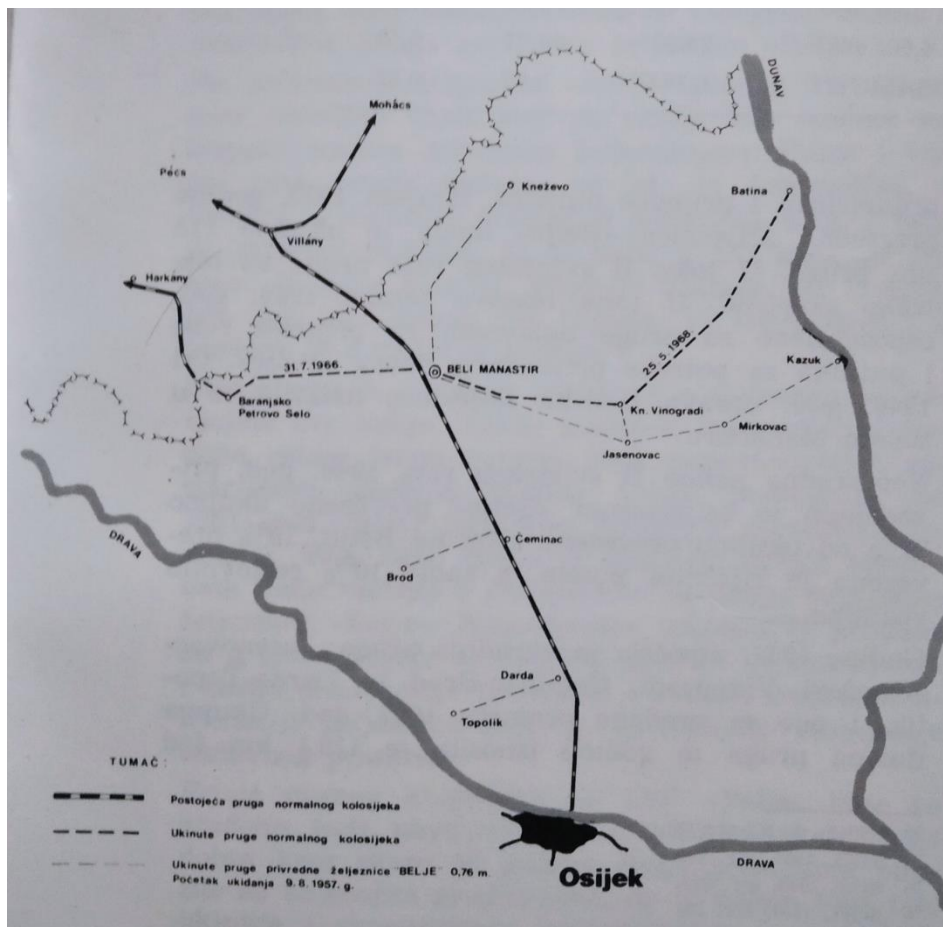 DUNAV
Mohács
Pécs
Kneževo
Batina
Villány
Harkany
25. 5. 1968
Kazuk
31.7.1966.
BELI MANASTIR
Baranjsko
Petrovo Selo
Kn. Vinogradi
Mirkovac
Jasenovac
DRAVA
Čeminac
Brod
Darda
Topolik
TUMAČ :
Postojeća pruga normalnog kolosijeka
Ukinute pruge normalnog kolosijeka
Ukinute pruge privredne željeznice "BELJE" 0,76 m.
Početak ukidanja 9. 8. 1957. g.
DRAVA
Osijek